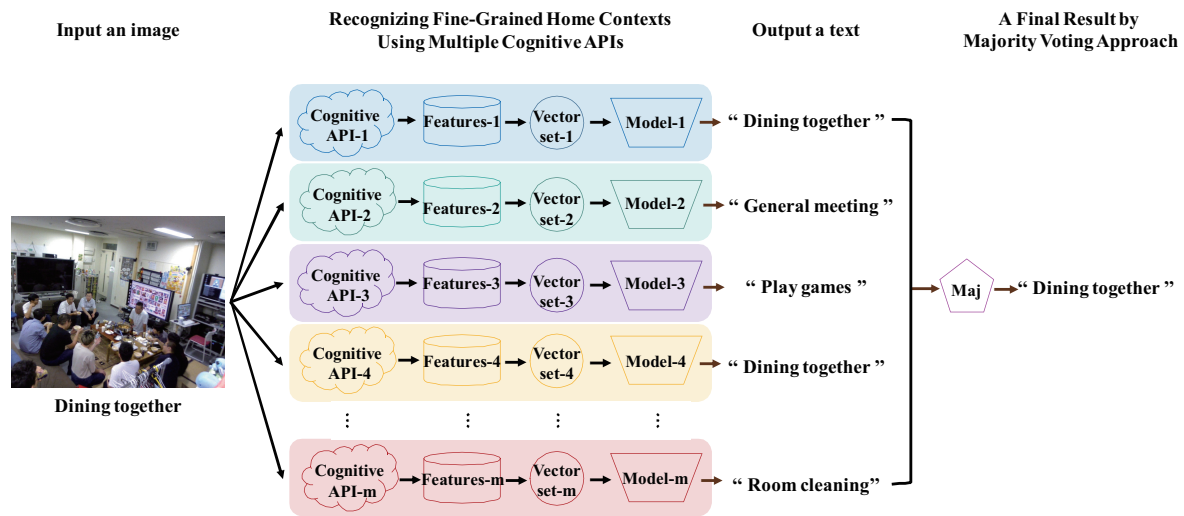 Input an image
Recognizing Fine-Grained Home Contexts
Using Multiple Cognitive APIs
Output a text
A Final Result by
Majority Voting Approach
Cognitive
API-1
Features-1
Vector
set-1
Model-1
“ Dining together ”
Cognitive
API-2
Features-2
Vector
set-2
Model-2
“ General meeting ”
Cognitive
API-3
Features-3
Vector
set-3
Model-3
“ Play games ”
Maj
“ Dining together ”
Cognitive
API-4
Features-4
Vector
set-4
Model-4
“ Dining together ”
Dining together
Cognitive
API-m
Features-m
Vector
set-m
Model-m
“ Room cleaning”